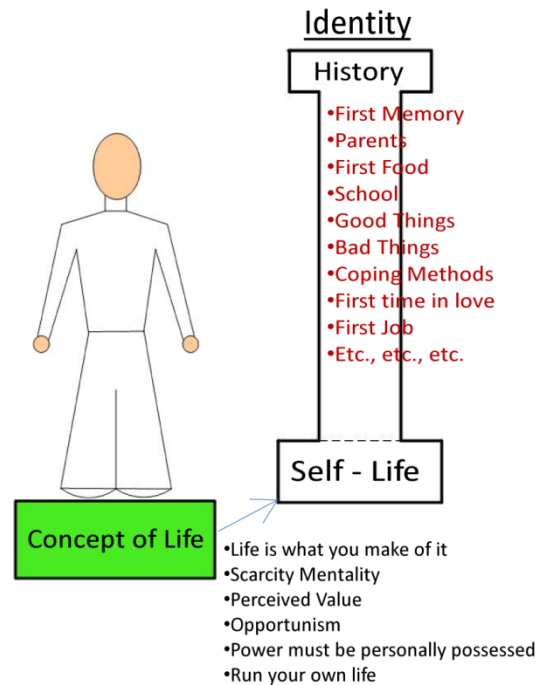 Identity
History
•First Memory
•Parents
•First Food
•School
•Good Things
•Bad Things
•Coping Methods
•First time in love
•First Job
•Etc., etc., etc.
Self - Life
Concept of Life
•Life is what you make of it
•Scarcity Mentality
•Perceived Value
•Opportunism
•Power must be personally possessed
•Run your own life